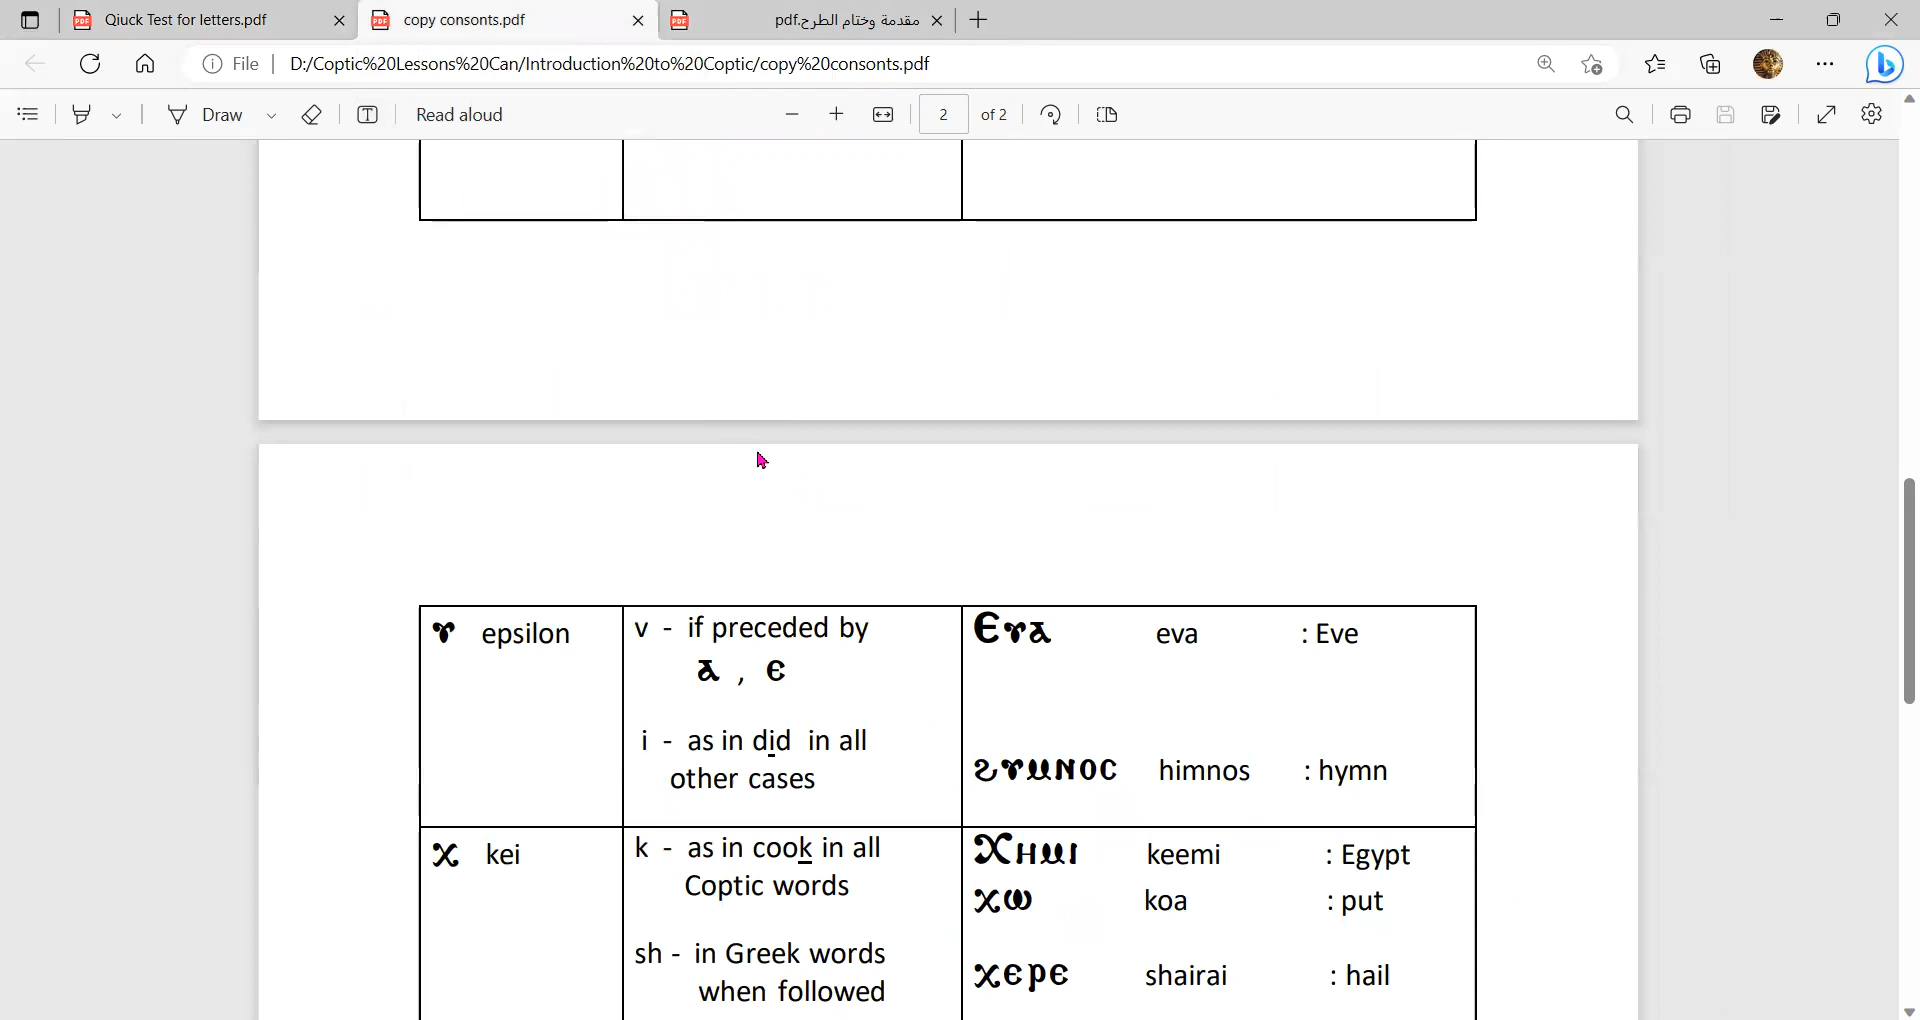 Qiuck Test for letters.pdf
copy consonts.pdf
مقدمة وختام الطرح.pdf
File
D:/Coptic%20Lessons%20Can/Introduction%20to%20Coptic/copy%20consonts.pdf
Draw
Read aloud
2 of 2
ⲩ epsilon
v - if preceded by
ⲁ , ⲉ
i - as in did in all
other cases
Ⲉⲩⲁ eva : Eve
ϩⲩⲙⲛⲟⲥ himnos : hymn
ⲭ kei
k - as in cook in all
Coptic words
sh - in Greek words
when followed
Ⲭⲏⲙⲓ keemi : Egypt
ⲭⲱ koa : put
ⲭⲉⲣⲉ shairai : hail